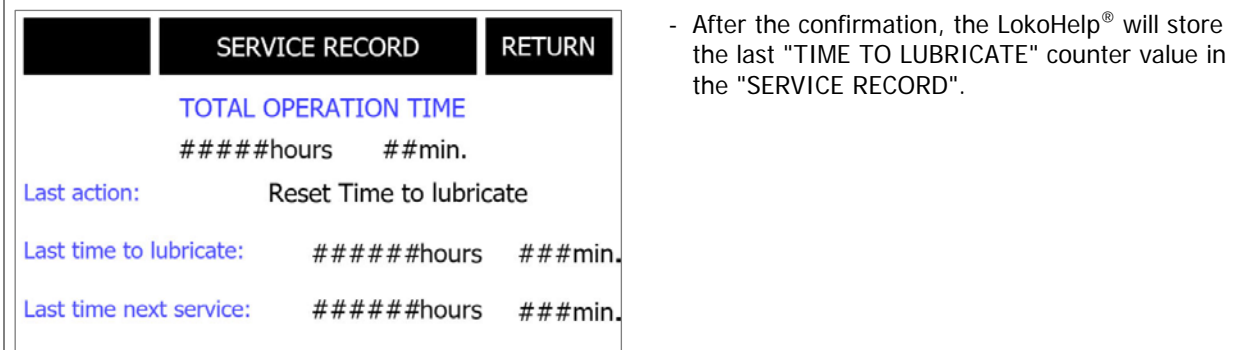 SERVICE RECORD RETURN
TOTAL OPERATION TIME
#####hours ##min.
Last action: Reset Time to lubricate
Last time to lubricate: ######hours ###min.
Last time next service: ######hours ###min.
- After the confirmation, the LokoHelp® will store
the last "TIME TO LUBRICATE" counter value in
the "SERVICE RECORD".